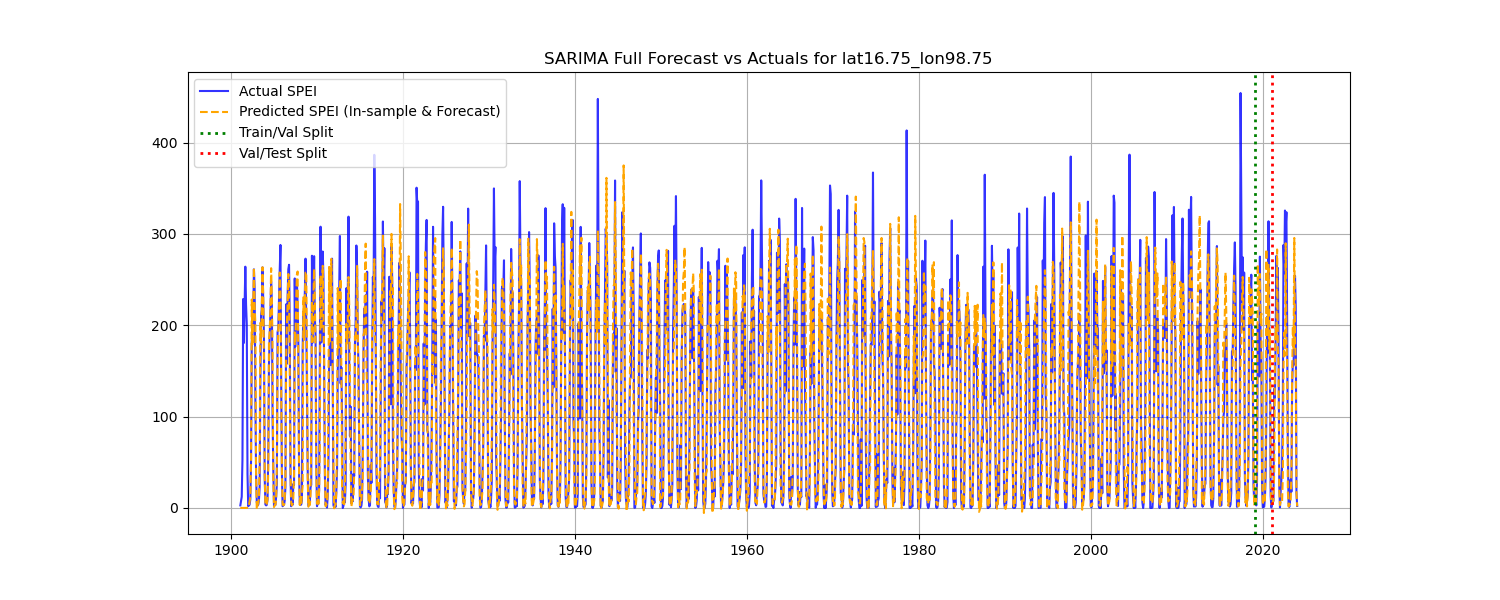 SARIMA Full Forecast vs Actuals for lat16.75_lon98.75
Actual SPEI
Predicted SPEI (In-sample & Forecast)
Train/Val Split
Val/Test Split
400
300
200
100
0
1900 1920 1940 1960 1980 2000 2020